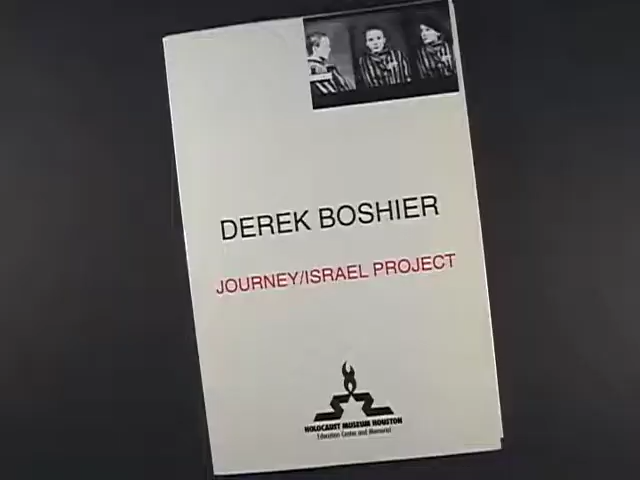 DEREK BOSHIER
JOURNEY/ISRAEL PROJECT
HOLOCAUST MUSEUM HOUSTON
Education Center and Memorial